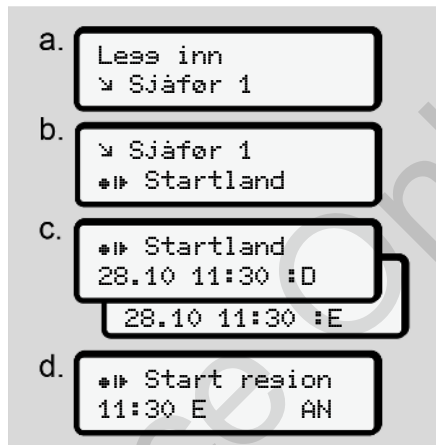 a.
Legg inn
↘ Sjåfør 1
b.
↘ Sjåfør 1
●I▶ Startland
c.
●I▶ Startland
28.10 11:30 :D
28.10 11:30 :E
d.
●I▶ Start region
11:30 E AN